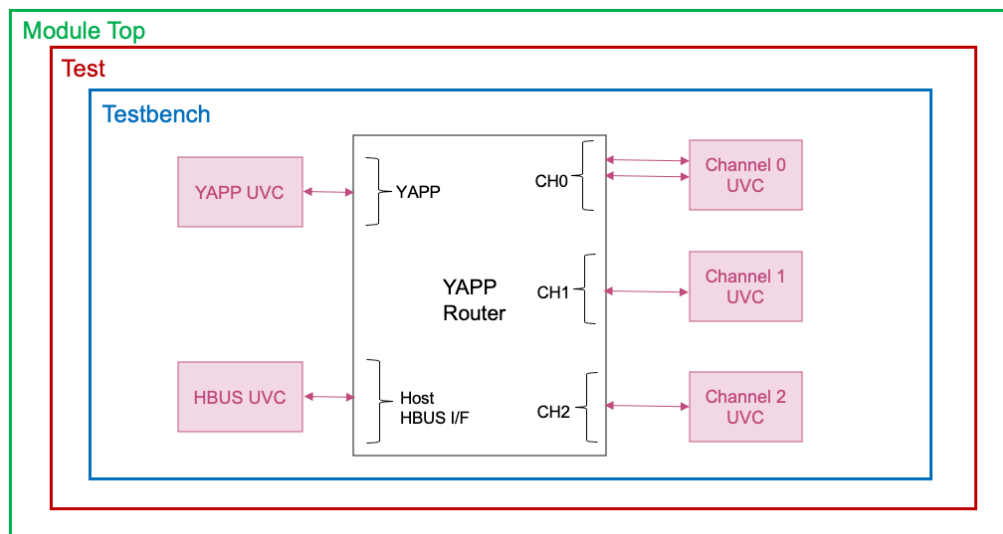 Module Top
Test
Testbench
YAPP UVC
YAPP
CH0
Channel 0
UVC
YAPP
Router
CH1
Channel 1
UVC
HBUS UVC
Host
HBUS I/F
CH2
Channel 2
UVC